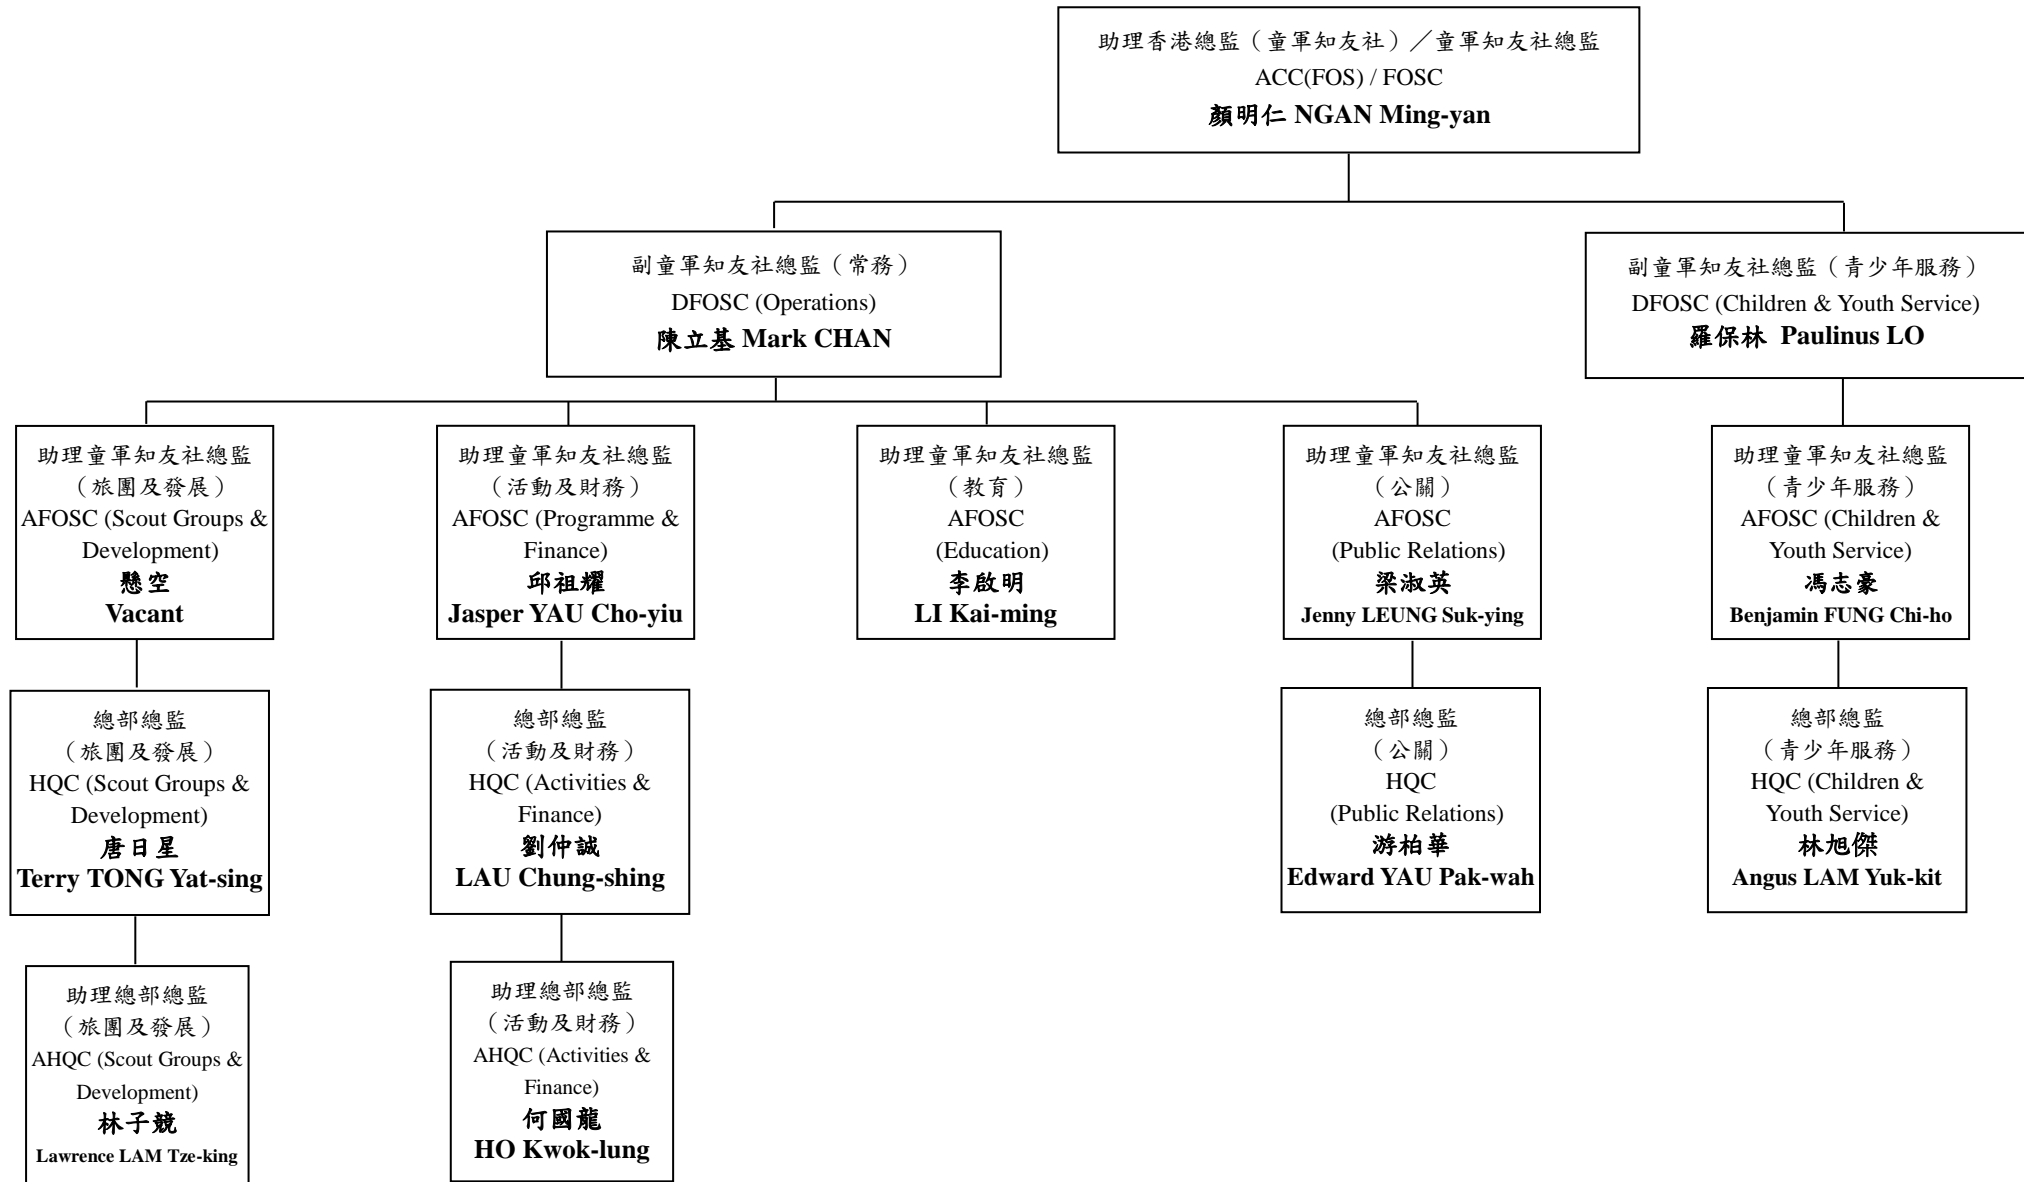 助理香港總監（童軍知友社）／童軍知友社總監
ACC(FOS) / FOSC
顏明仁 NGAN Ming-yan
副童軍知友社總監（常務）
DFOSC (Operations)
陳立基 Mark CHAN
副童軍知友社總監（青少年服務）
DFOSC (Children & Youth Service)
羅保林 Paulinus LO
助理童軍知友社總監
（旅團及發展）
AFOSC (Scout Groups &
Development)
懸空
Vacant
助理童軍知友社總監
（活動及財務）
AFOSC (Programme &
Finance)
邱祖耀
Jasper YAU Cho-yiu
助理童軍知友社總監
（教育）
AFOSC
(Education)
李啟明
LI Kai-ming
助理童軍知友社總監
（公關）
AFOSC
(Public Relations)
梁淑英
Jenny LEUNG Suk-ying
助理童軍知友社總監
（青少年服務）
AFOSC (Children &
Youth Service)
馮志豪
Benjamin FUNG Chi-ho
總部總監
（旅團及發展）
HQC (Scout Groups &
Development)
唐日星
Terry TONG Yat-sing
總部總監
（活動及財務）
HQC (Activities &
Finance)
劉仲誠
LAU Chung-shing
總部總監
（公關）
HQC
(Public Relations)
游柏華
Edward YAU Pak-wah
總部總監
（青少年服務）
HQC (Children &
Youth Service)
林旭傑
Angus LAM Yuk-kit
助理總部總監
（旅團及發展）
AHQC (Scout Groups &
Development)
林子競
Lawrence LAM Tze-king
助理總部總監
（活動及財務）
AHQC (Activities &
Finance)
何國龍
HO Kwok-lung